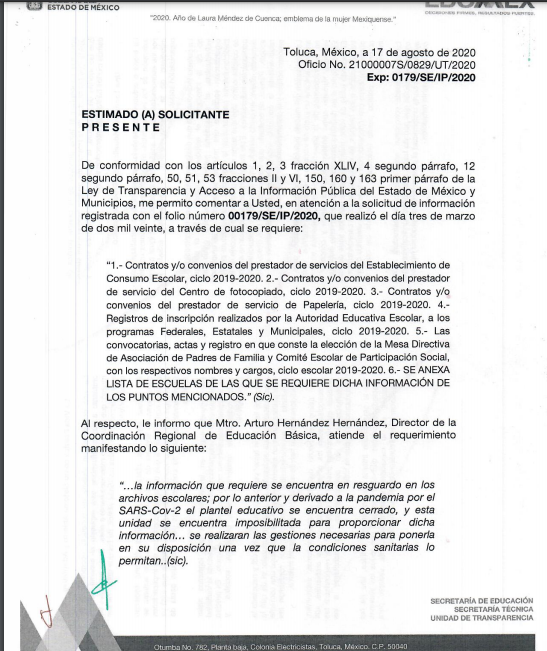 ESTADO DE MÉXICO
EDOMEX
DECISIONES FIRMES, RESULTADOS FUERTES.
"2020. Año de Laura Méndez de Cuenca; emblema de la mujer Mexiquense."
Toluca, México, a 17 de agosto de 2020
Oficio No. 21000007S/0829/UT/2020
Exp: 0179/SE/IP/2020
ESTIMADO (A) SOLICITANTE
P R E S E N T E
De conformidad con los artículos 1, 2, 3 fracción XLIV, 4 segundo párrafo, 12
segundo párrafo, 50, 51, 53 fracciones II y VI, 150, 160 y 163 primer párrafo de la
Ley de Transparencia y Acceso a la Información Pública del Estado de México y
Municipios, me permito comentar a Usted, en atención a la solicitud de información
registrada con el folio número 00179/SE/IP/2020, que realizó el día tres de marzo
de dos mil veinte, a través de cual se requiere:
"1.- Contratos y/o convenios del prestador de servicios del Establecimiento de
Consumo Escolar, ciclo 2019-2020. 2.- Contratos y/o convenios del prestador
de servicio del Centro de fotocopiado, ciclo 2019-2020. 3.- Contratos y/o
convenios del prestador de servicio de Papelería, ciclo 2019-2020. 4.-
Registros de inscripción realizados por la Autoridad Educativa Escolar, a los
programas Federales, Estatales y Municipales, ciclo 2019-2020. 5.- Las
convocatorias, actas y registro en que conste la elección de la Mesa Directiva
de Asociación de Padres de Familia y Comité Escolar de Participación Social,
con los respectivos nombres y cargos, ciclo escolar 2019-2020. 6.- SE ANEXA
LISTA DE ESCUELAS DE LAS QUE SE REQUIERE DICHA INFORMACIÓN DE
LOS PUNTOS MENCIONADOS." (Sic).
Al respecto, le informo que Mtro. Arturo Hernández Hernández, Director de la
Coordinación Regional de Educación Básica, atiende el requerimiento
manifestando lo siguiente:
"...la información que requiere se encuentra en resguardo en los
archivos escolares; por lo anterior y derivado a la pandemia por el
SARS-Cov-2 el plantel educativo se encuentra cerrado, y esta
unidad se encuentra imposibilitada para proporcionar dicha
información... se realizaran las gestiones necesarias para ponerla
en su disposición una vez que la condiciones sanitarias lo
permitan..(sic).
SECRETARÍA DE EDUCACIÓN
SECRETARÍA TÉCNICA
UNIDAD DE TRANSPARENCIA
Otumba No. 782, Planta baja, Colonia Electricistas, Toluca, México. C.P. 50040